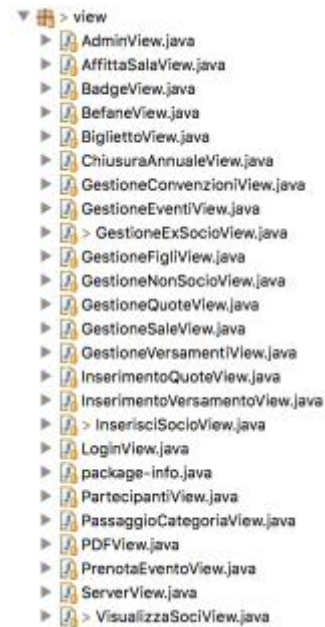 > view
AdminView.java
AffittaSalaView.java
BadgeView.java
BefaneView.java
BigliettoView.java
ChiusuraAnnualeView.java
GestioneConvenzioniView.java
GestioneEventiView.java
> GestioneExSocioView.java
GestioneFigliView.java
GestioneNonSocioView.java
GestioneQuoteView.java
GestioneSaleView.java
GestioneVersamentiView.java
InserimentoQuoteView.java
InserimentoVersamentoView.java
> InserisciSocioView.java
LoginView.java
package-info.java
PartecipantiView.java
PassaggioCategoriaView.java
PDFView.java
PrenotaEventoView.java
ServerView.java
> VisualizzaSociView.java